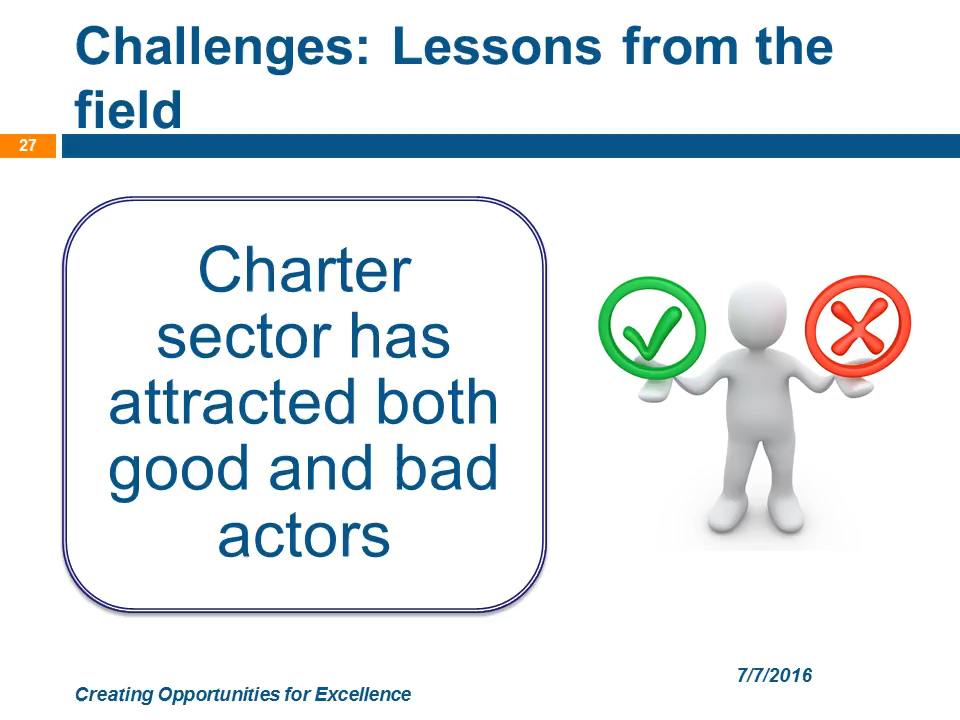 Challenges: Lessons from the
field
27
Charter
sector has
attracted both
good and bad
actors
7/7/2016
Creating Opportunities for Excellence